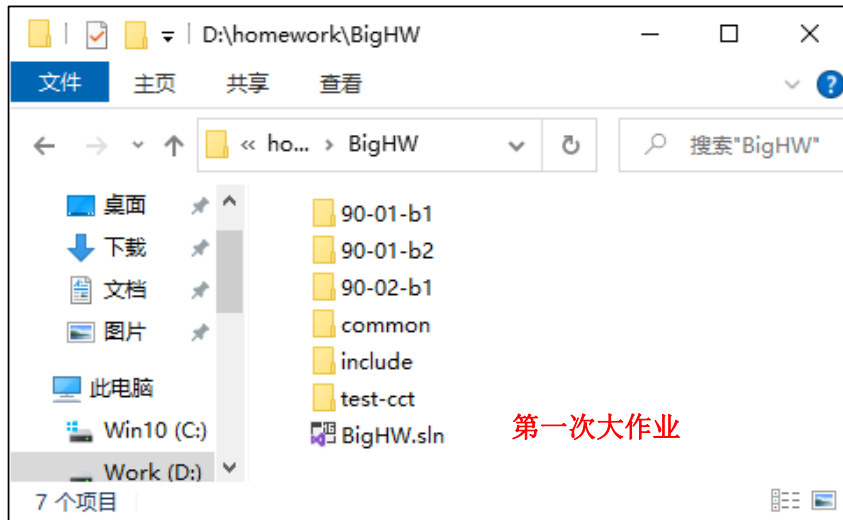 D:\homework\BigHW
文件 主页 共享 查看
« ho... › BigHW
搜索"BigHW"
桌面
下载
文档
图片
此电脑
Win10 (C:)
Work (D:)
90-01-b1
90-01-b2
90-02-b1
common
include
test-cct
BigHW.sln
第一次大作业
7 个项目